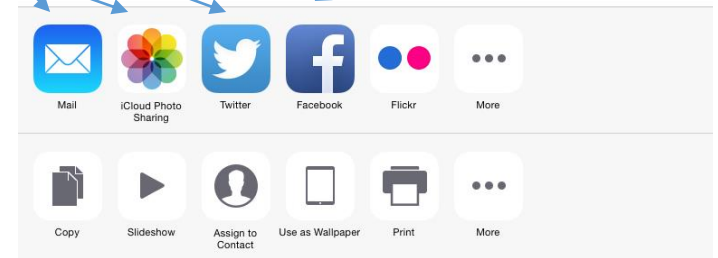 Mail
iCloud Photo
Sharing
Twitter
Facebook
Flickr
More
Copy
Slideshow
Assign to
Contact
Use as Wallpaper
Print
More